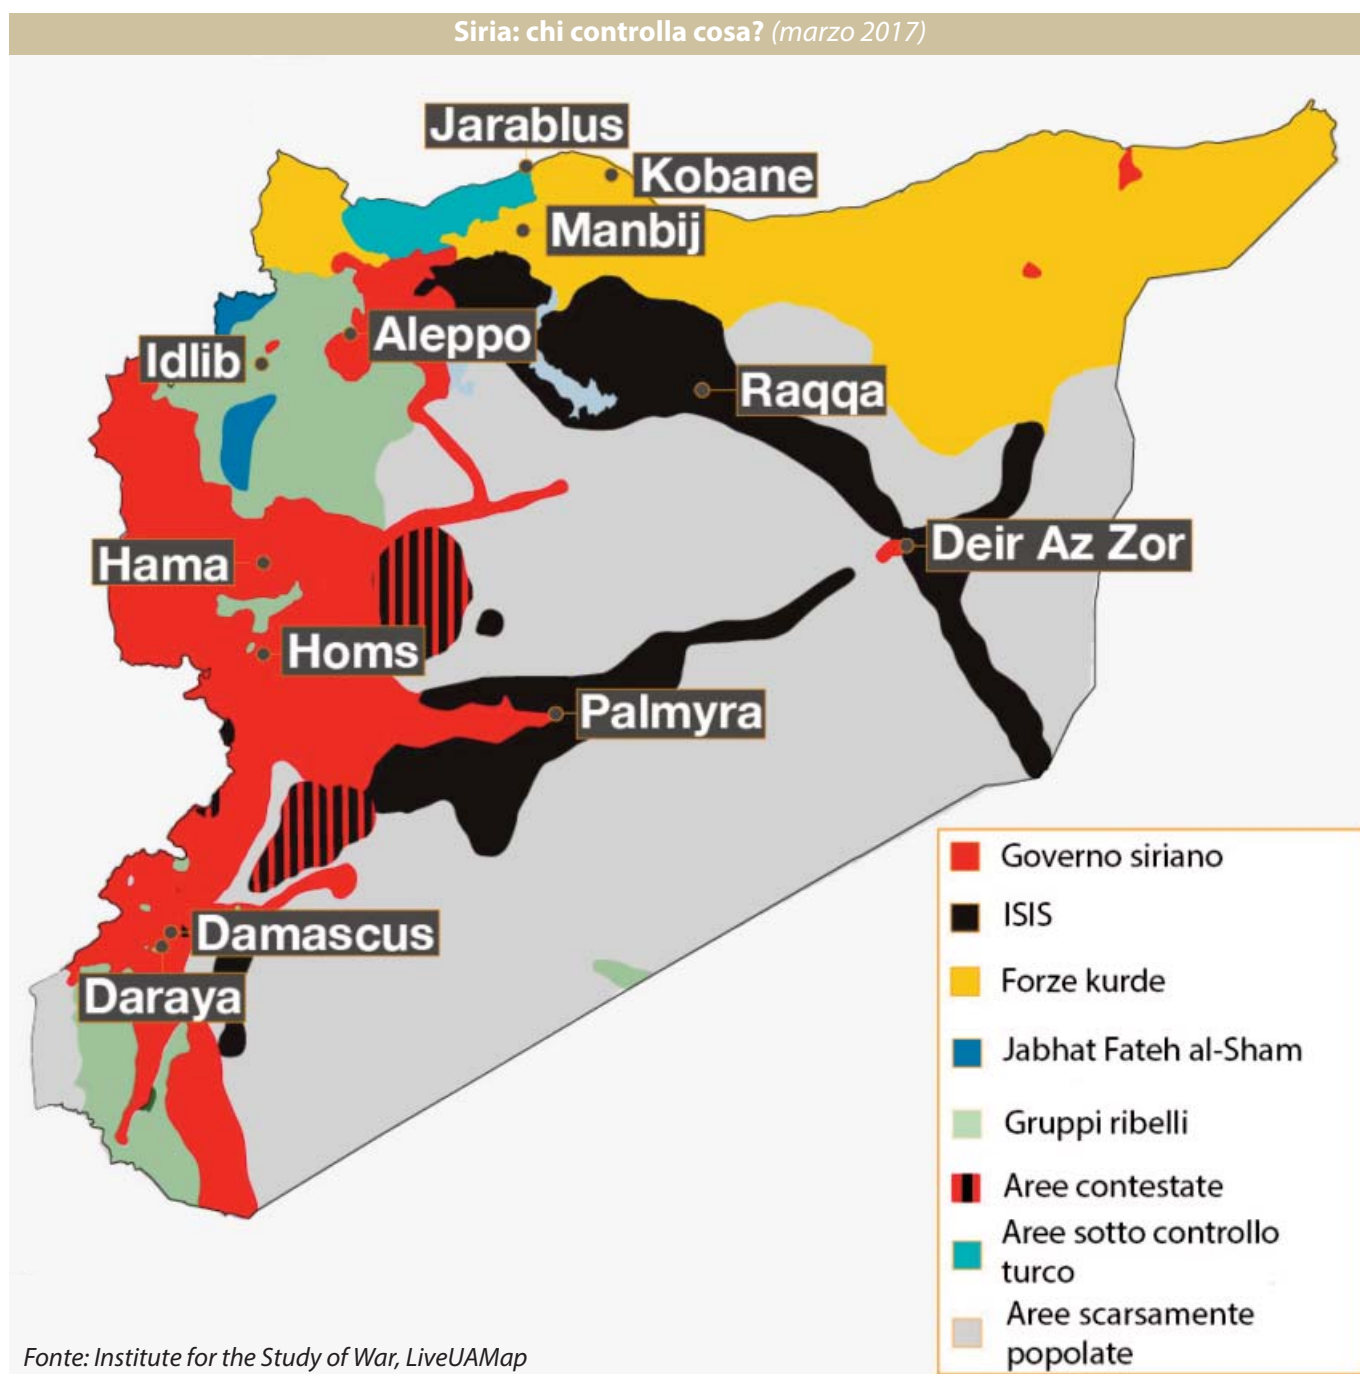 Siria: chi controlla cosa? (marzo 2017)
Jarablus
Kobane
Manbij
Aleppo
Idlib
Raqqa
Deir Az Zor
Hama
Homs
Palmyra
Damascus
Daraya
Governo siriano
ISIS
Forze kurde
Jabhat Fateh al-Sham
Gruppi ribelli
Aree contestate
Aree sotto controllo
turco
Aree scarsamente
popolate
Fonte: Institute for the Study of War, LiveUAMap